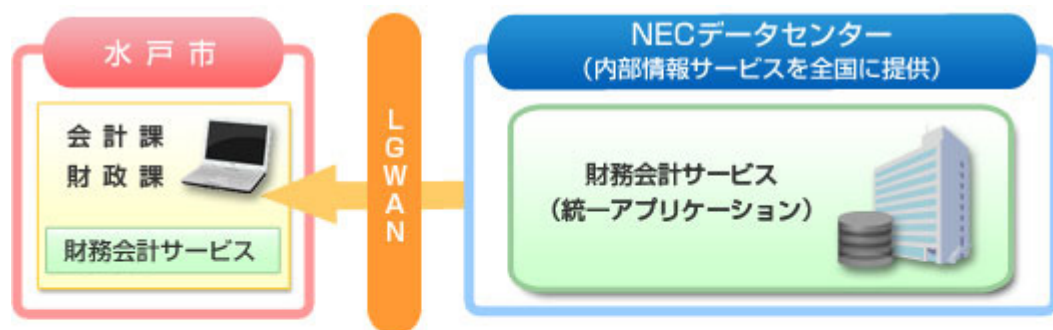 水戸市
会計課
財政課
財務会計サービス
LGWAN
NECデータセンター
(内部情報サービスを全国に提供)
財務会計サービス
(統一アプリケーション)